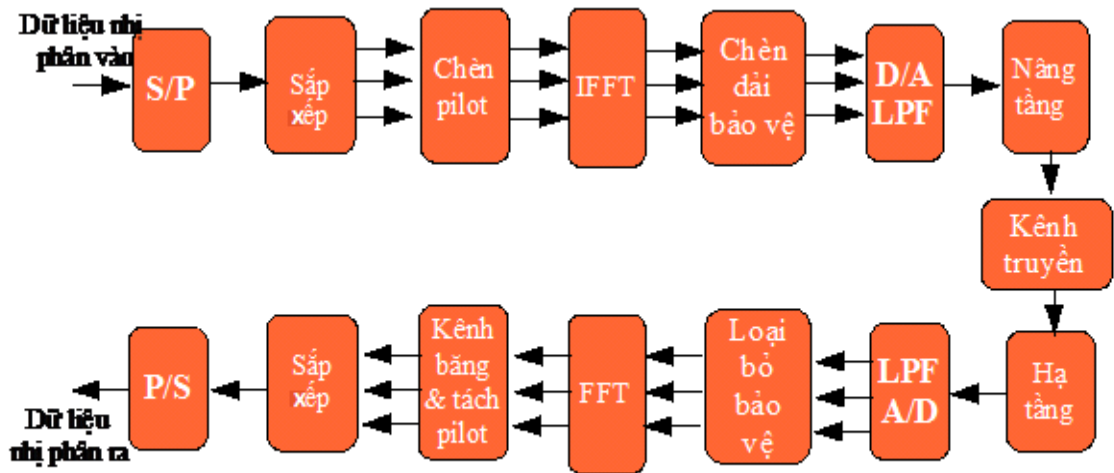 Dữ liệu nhị
phân vào
S/P
Sắp
xếp
Chèn
pilot
IFFT
Chèn
dải
bảo vệ
D/A
LPF
Nâng
tầng
Kênh
truyền
Hạ
tầng
LPF
A/D
Loại
bỏ
bảo
vệ
FFT
Kênh
băng
& tách
pilot
Sắp
xếp
P/S
Dữ liệu
nhị phân ra